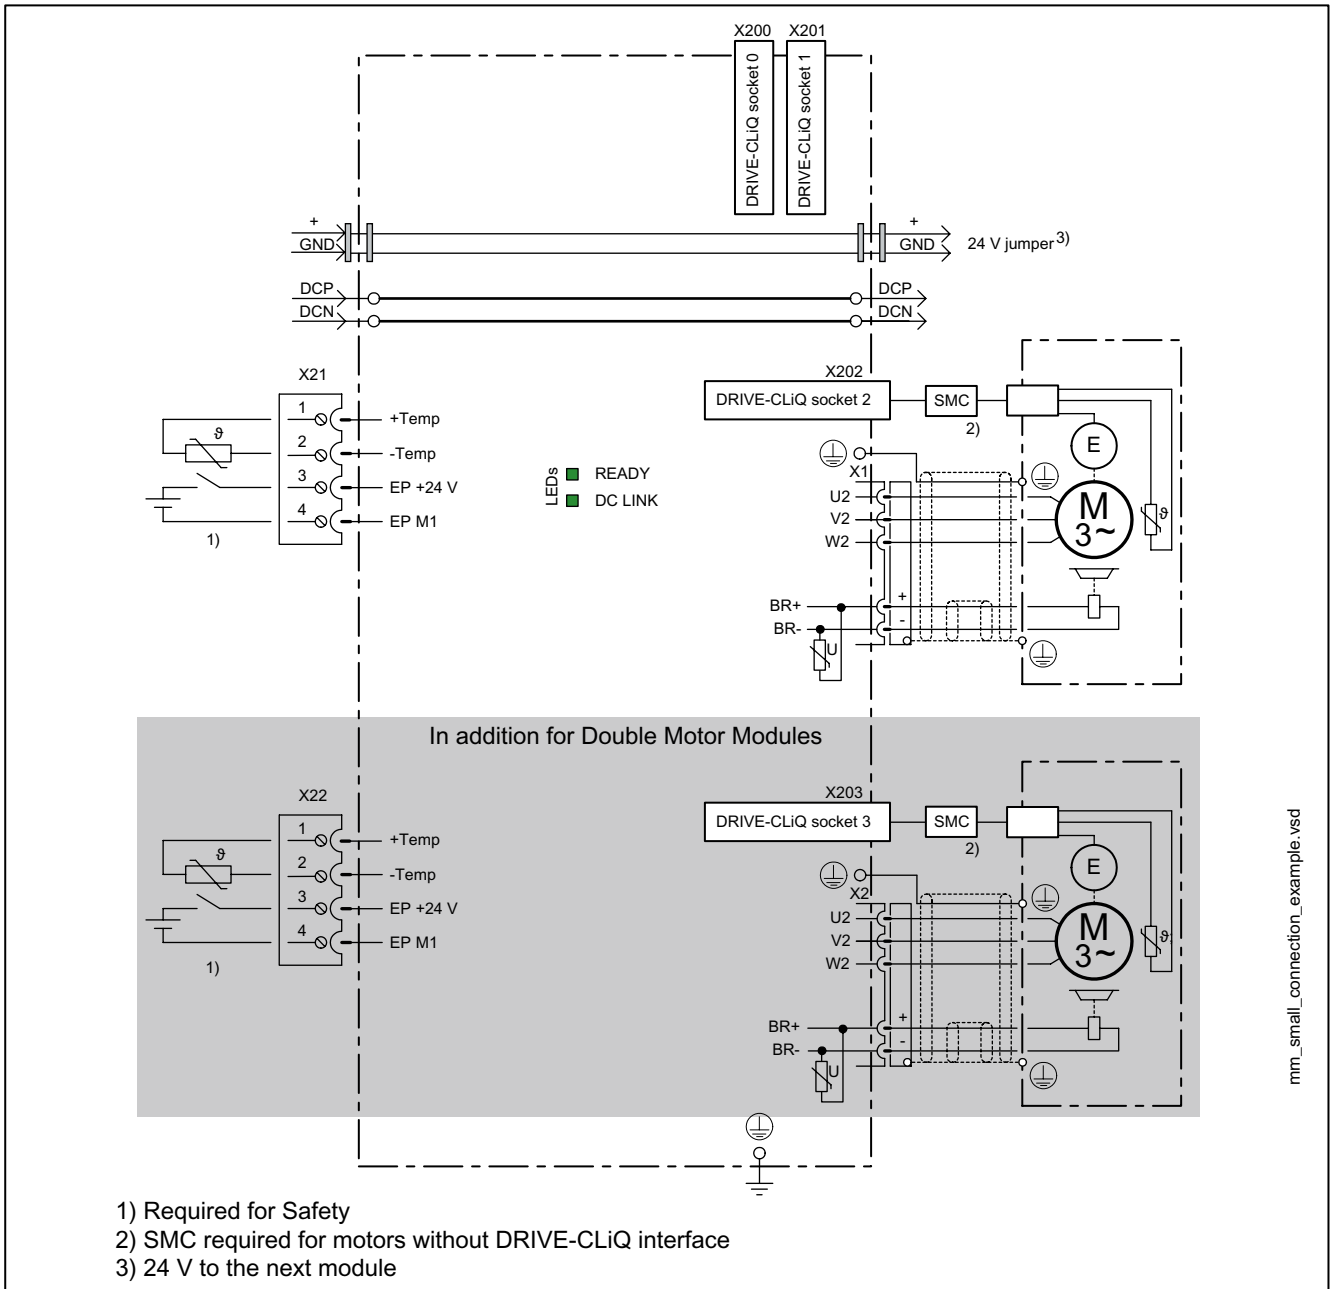 X200 X201
DRIVE-CLiQ socket 0
DRIVE-CLiQ socket 1
+ +
GND GND 24 V jumper 3)
DCP DCP
DCN DCN
X21 X202
DRIVE-CLiQ socket 2 SMC
2)
1 +Temp
2 -Temp
3 EP +24 V
4 EP M1
1)
ϑ
LEDs
READY
DC LINK
E
X1
U2
V2
W2
M
3~
ϑ
BR+ +
BR- -
U
In addition for Double Motor Modules
X22 X203
DRIVE-CLiQ socket 3 SMC
2)
1 +Temp
2 -Temp
3 EP +24 V
4 EP M1
1)
ϑ
E
X2
U2
V2
W2
M
3~
ϑ
BR+ +
BR- -
U
mm_small_connection_example.vsd
1) Required for Safety
2) SMC required for motors without DRIVE-CLiQ interface
3) 24 V to the next module